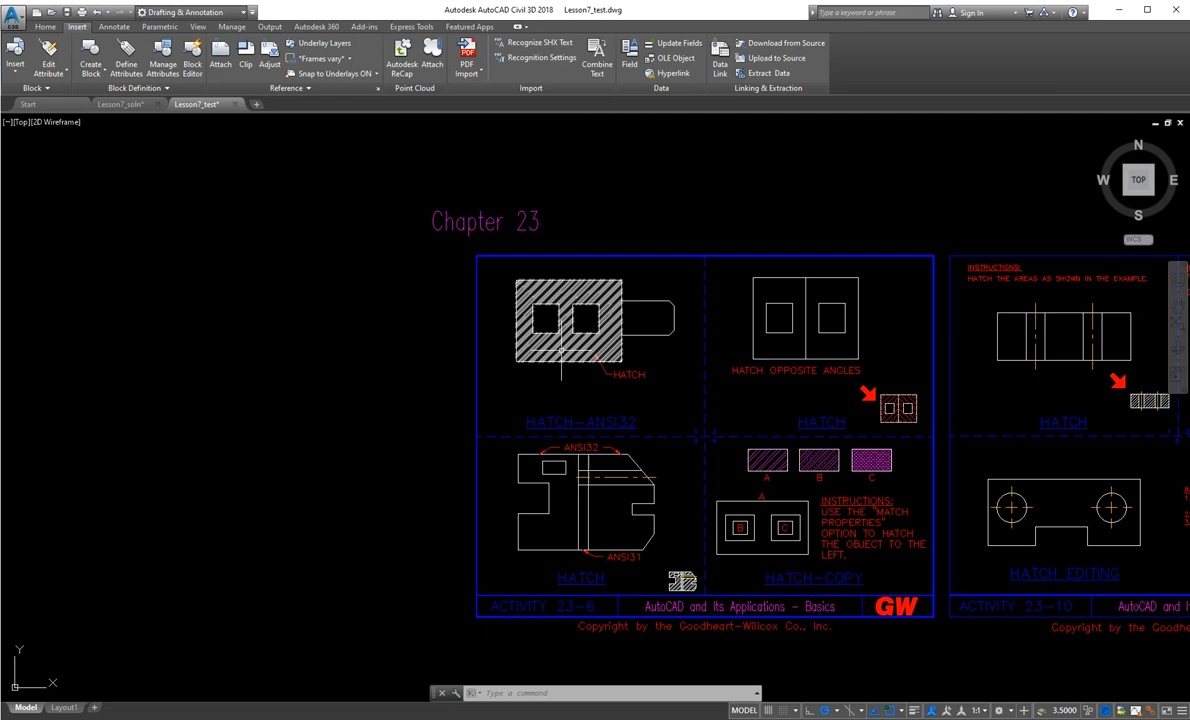 Autodesk AutoCAD Civil 3D 2018 Lesson7_test.dwg
Drafting & Annotation
Type a keyword or phrase
Sign In
C3D
Home Insert Annotate Parametric View Manage Output Autodesk 360 Add-ins Express Tools Featured Apps
Insert
Edit Attribute
Create Block
Define Attributes
Manage Attributes
Block Editor
Attach
Clip
Adjust
Underlay Layers
*Frames vary*
Snap to Underlays ON
Autodesk ReCap
Attach
PDF Import
Recognize SHX Text
Recognition Settings
Combine Text
Field
Update Fields
OLE Object
Hyperlink
Data Link
Download from Source
Upload to Source
Extract Data
Block
Block Definition
Reference
Point Cloud
Import
Data
Linking & Extraction
Start
Lesson7_soln*
Lesson7_test*
[−][Top][2D Wireframe]
N
W
TOP
E
S
WCS
Chapter 23
HATCH
HATCH-ANSI32
HATCH OPPOSITE ANGLES
HATCH
INSTRUCTIONS:
HATCH THE AREAS AS SHOWN IN THE EXAMPLE.
HATCH
ANSI32
ANSI31
HATCH
A
B
C
A
B
C
INSTRUCTIONS:
USE THE "MATCH
PROPERTIES"
OPTION TO HATCH
THE OBJECT TO THE
LEFT.
HATCH-COPY
HATCH EDITING
ACTIVITY 23-6
AutoCAD and Its Applications - Basics
GW
ACTIVITY 23-10
AutoCAD and I
Copyright by the Goodheart-Willcox Co., Inc.
Copyright by the Goodhe
Y
X
Type a command
Model
Layout1
MODEL
1:1
3.5000